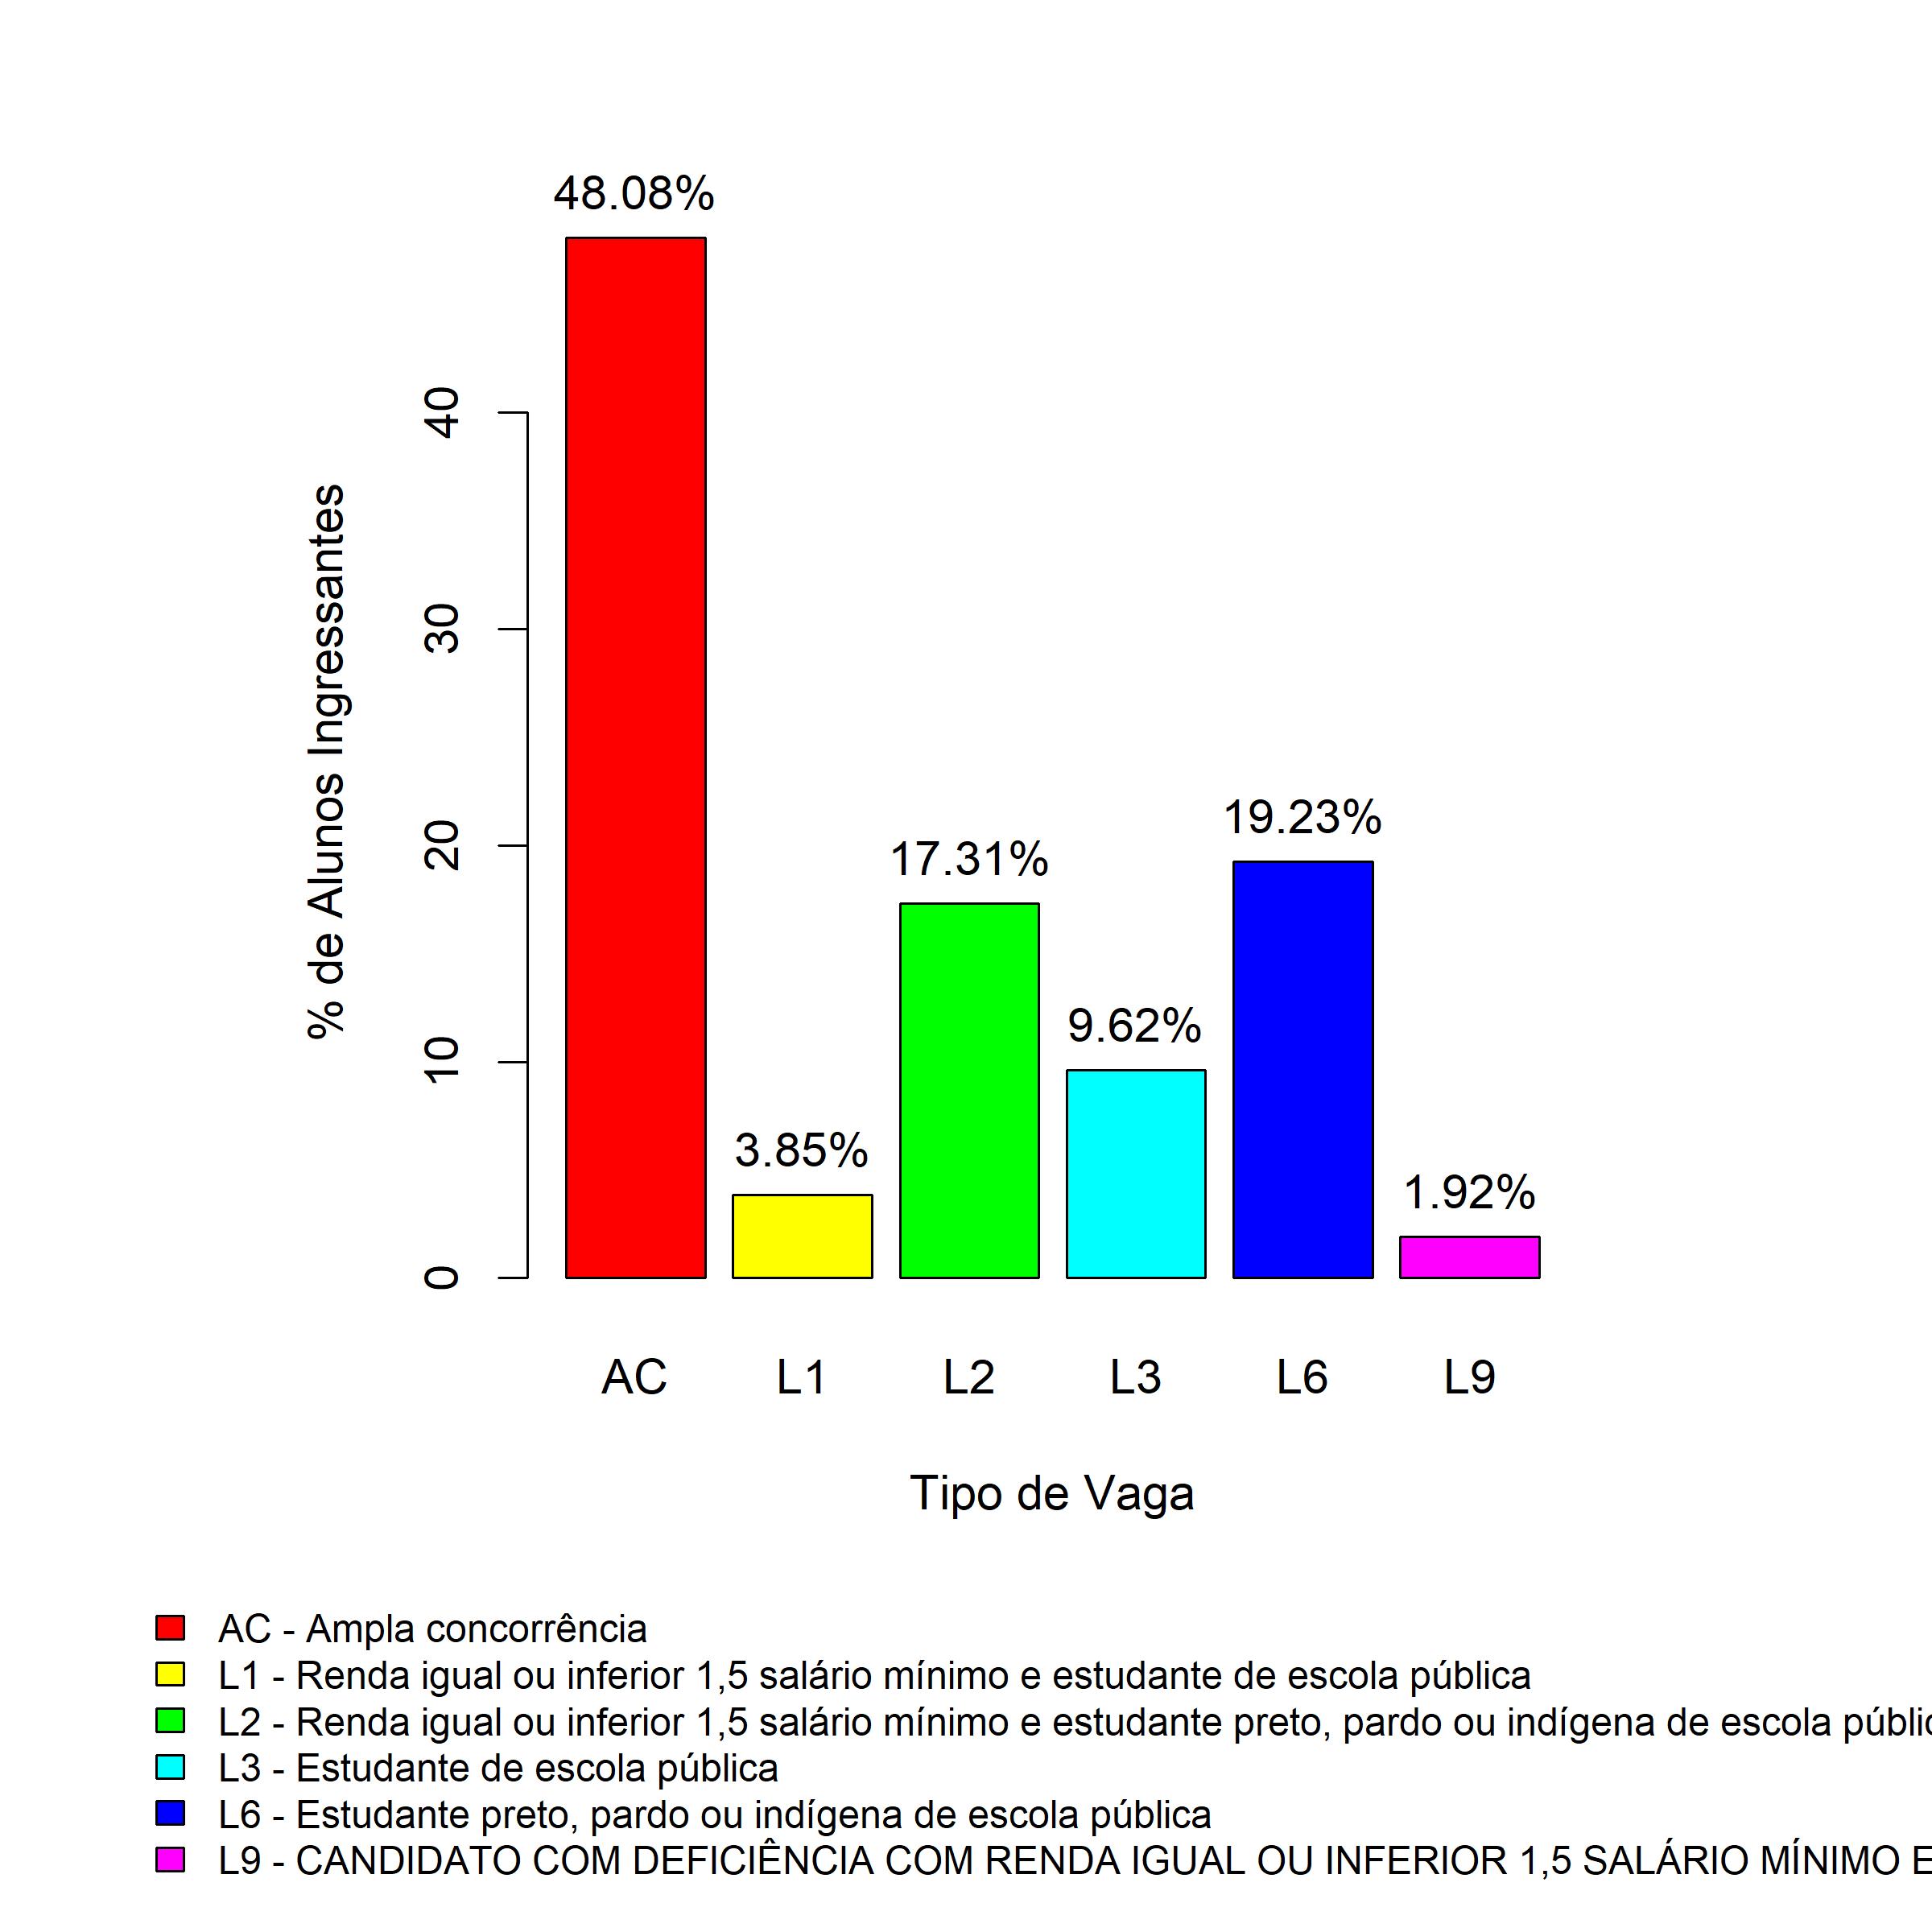 48.08%
40
30
20
10
0
% de Alunos Ingressantes
3.85%
17.31%
9.62%
19.23%
1.92%
AC L1 L2 L3 L6 L9
Tipo de Vaga
AC - Ampla concorrência
L1 - Renda igual ou inferior 1,5 salário mínimo e estudante de escola pública
L2 - Renda igual ou inferior 1,5 salário mínimo e estudante preto, pardo ou indígena de escola
L3 - Estudante de escola pública
L6 - Estudante preto, pardo ou indígena de escola pública
L9 - CANDIDATO COM DEFICIÊNCIA COM RENDA IGUAL OU INFERIOR 1,5 SALÁRIO MÍNIMO E